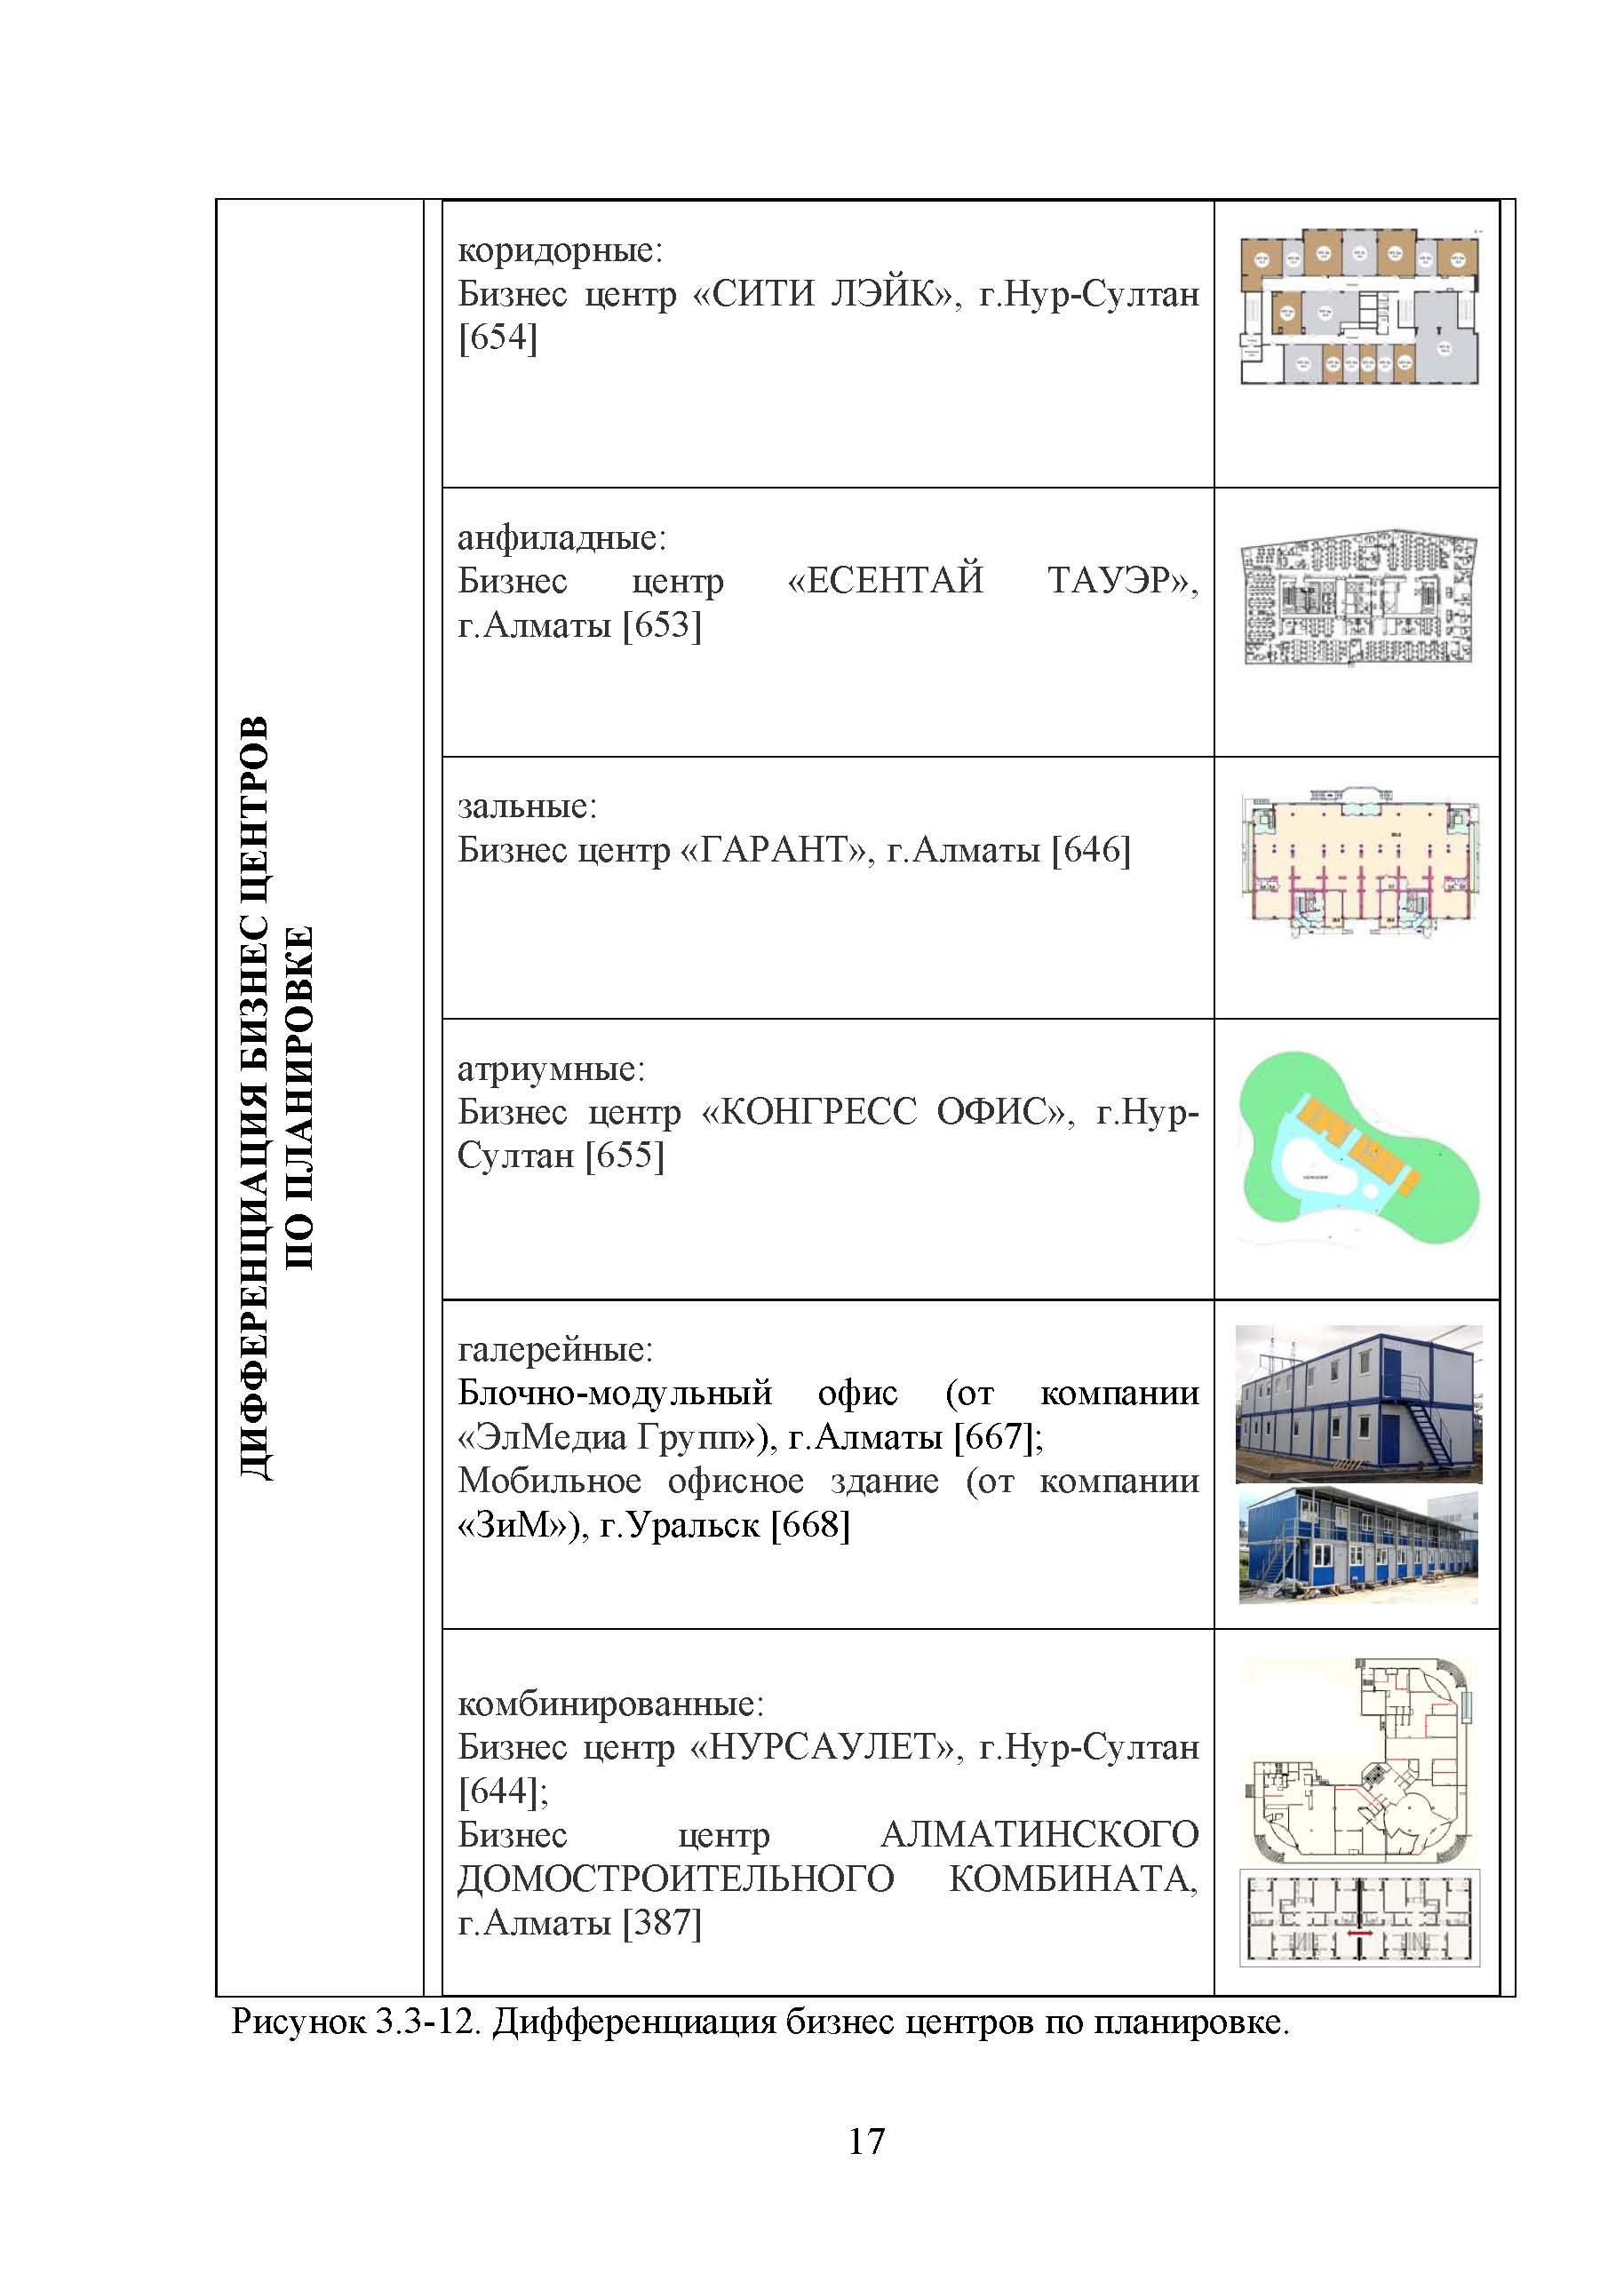 ДИФФЕРЕНЦИАЦИЯ БИЗНЕС ЦЕНТРОВ
ПО ПЛАНИРОВКЕ
коридорные:
Бизнес центр «СИТИ ЛЭЙК», г.Нур-Султан
[654]
анфиладные:
Бизнес центр «ЕСЕНТАЙ ТАУЭР»,
г.Алматы [653]
зальные:
Бизнес центр «ГАРАНТ», г.Алматы [646]
атриумные:
Бизнес центр «КОНГРЕСС ОФИС», г.Нур-
Султан [655]
галерейные:
Блочно-модульный офис (от компании
«ЭлМедиа Групп»), г.Алматы [667];
Мобильное офисное здание (от компании
«ЗиМ»), г.Уральск [668]
комбинированные:
Бизнес центр «НУРСАУЛЕТ», г.Нур-Султан
[644];
Бизнес центр АЛМАТИНСКОГО
ДОМОСТРОИТЕЛЬНОГО КОМБИНАТА,
г.Алматы [387]
Рисунок 3.3-12. Дифференциация бизнес центров по планировке.
17